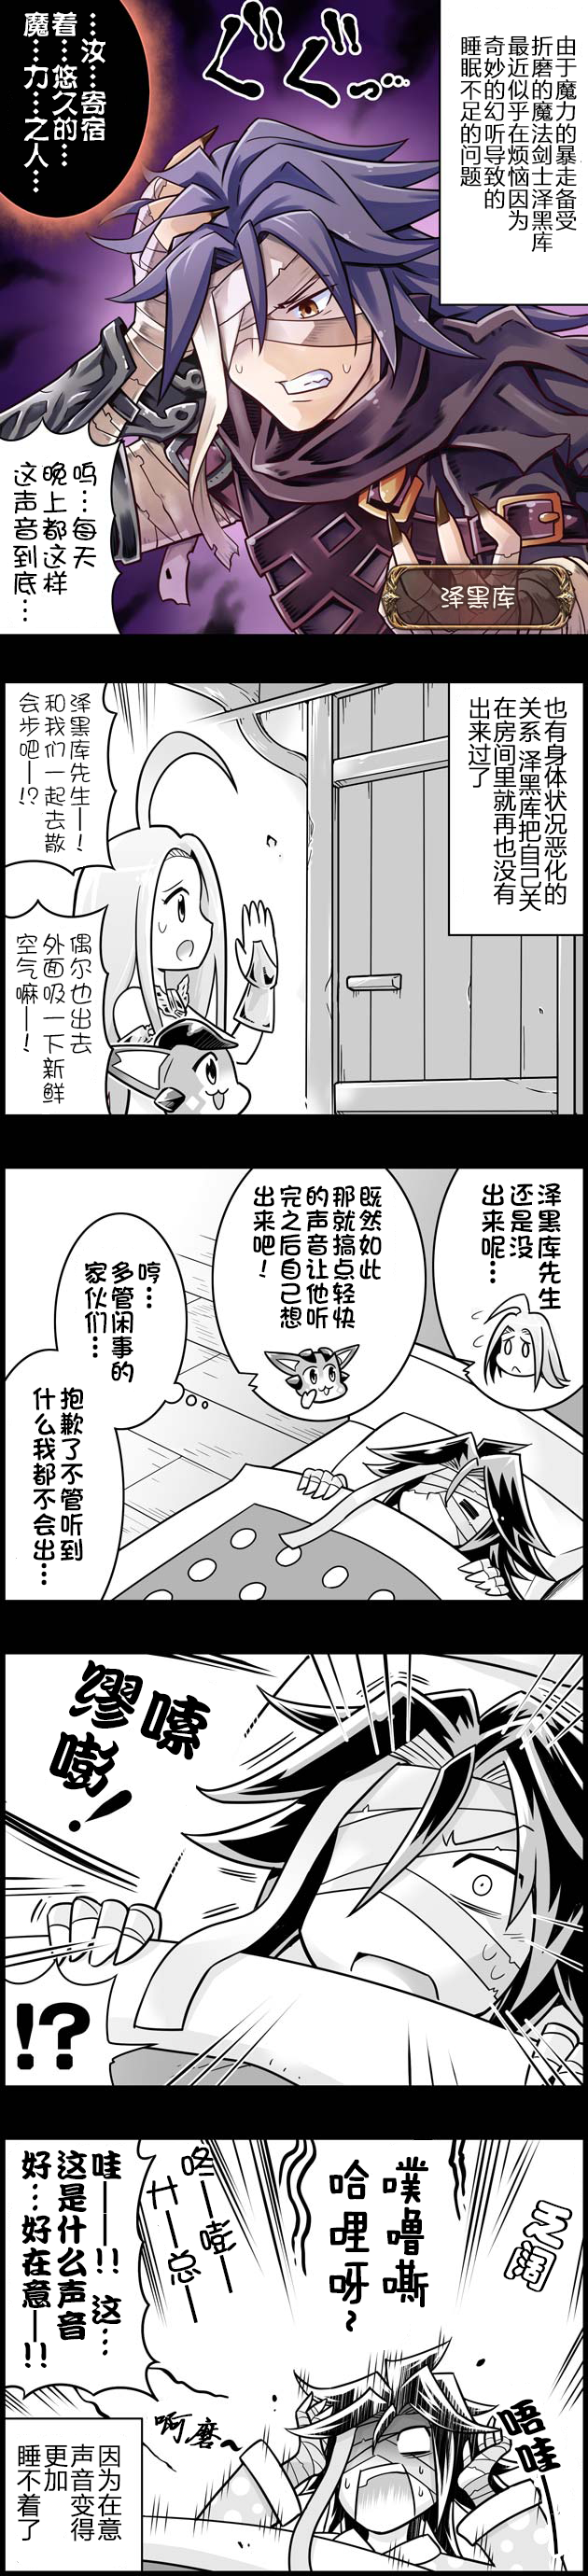 由于魔力的暴走备受
折磨的魔法剑士泽黑库
最近似乎在烦恼因为
奇妙的幻听导致的
睡眠不足的问题
ぐぐっ…
…汝…寄宿
着…悠久的…
魔…力…之人…
呜…每天
晚上都这样
这声音到底…
泽黑库
也有身体状况恶化的
关系 泽黑库把自己关
在房间里就再也没有
出来过了
泽黑库先生—!
和我们一起去散
会步吧—!?
偶尔也出去
外面吸一下新鲜
空气嘛—!
泽黑库先生
还是没
出来呢…
既然如此
那就搞点轻快
的声音让他听
完之后自己想
出来吧!
哼…
多管闲事的
家伙们…
抱歉了不管听到
什么我都不会出…
嗦
缪
嘭!
!?
乏阔
噗噜嘶
哈哩呀~
咚—嘭—
廿—总—
哇——!! 这…
这是什么声音
好…好在意—!!
唔哇—
啊磨~
因为在意
声音变得
更加
睡不着了